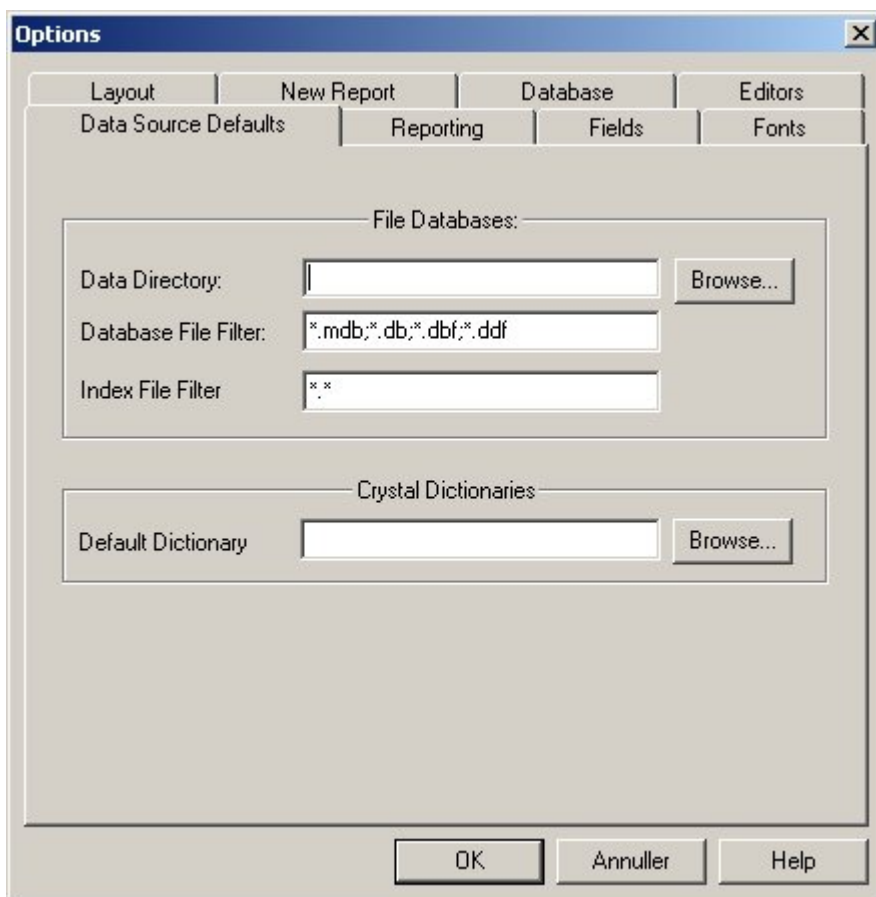 Options
Layout New Report Database Editors
Data Source Defaults Reporting Fields Fonts
File Databases:
Data Directory: Browse...
Database File Filter: *.mdb;*.db;*.dbf;*.ddf
Index File Filter *.*
Crystal Dictionaries
Default Dictionary Browse...
OK Annuller Help